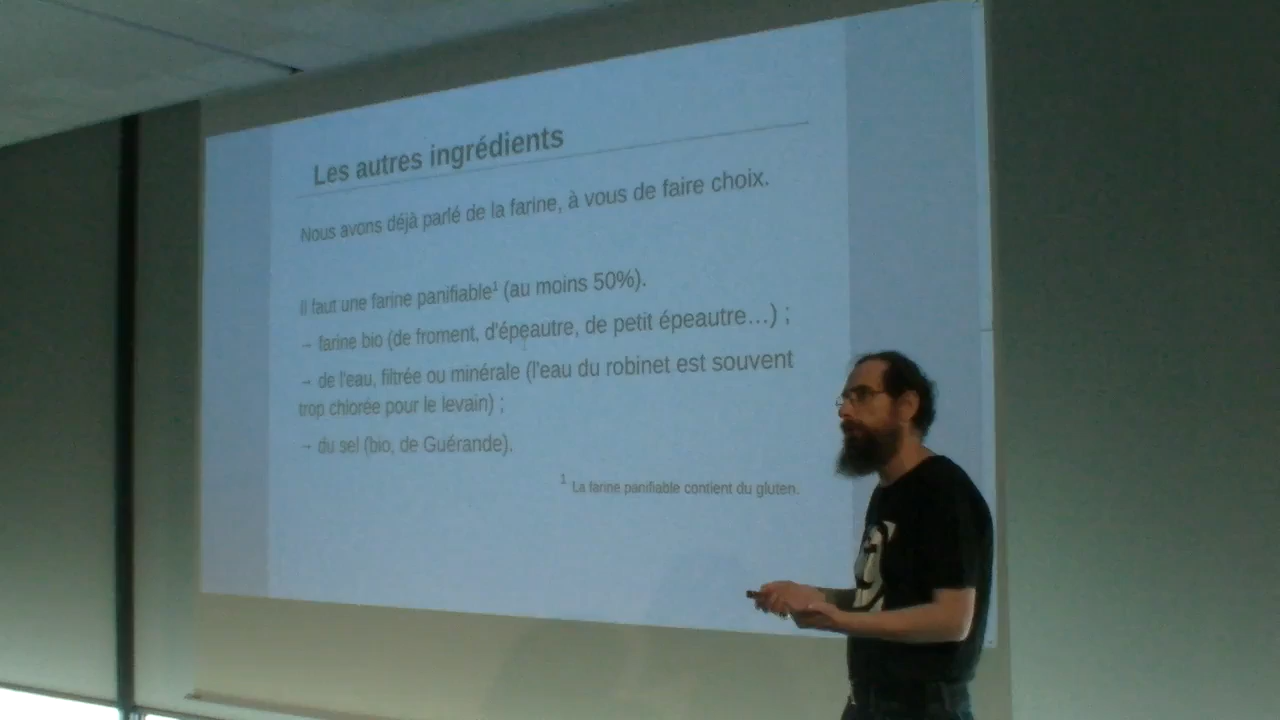 Les autres ingrédients
Nous avons déjà parlé de la farine, à vous de faire choix.
Il faut une farine panifiable¹ (au moins 50%).
→ farine bio (de froment, d'épeautre, de petit épeautre…) ;
→ de l'eau, filtrée ou minérale (l'eau du robinet est souvent
trop chlorée pour le levain) ;
→ du sel (bio, de Guérande).
¹ La farine panifiable contient du gluten.